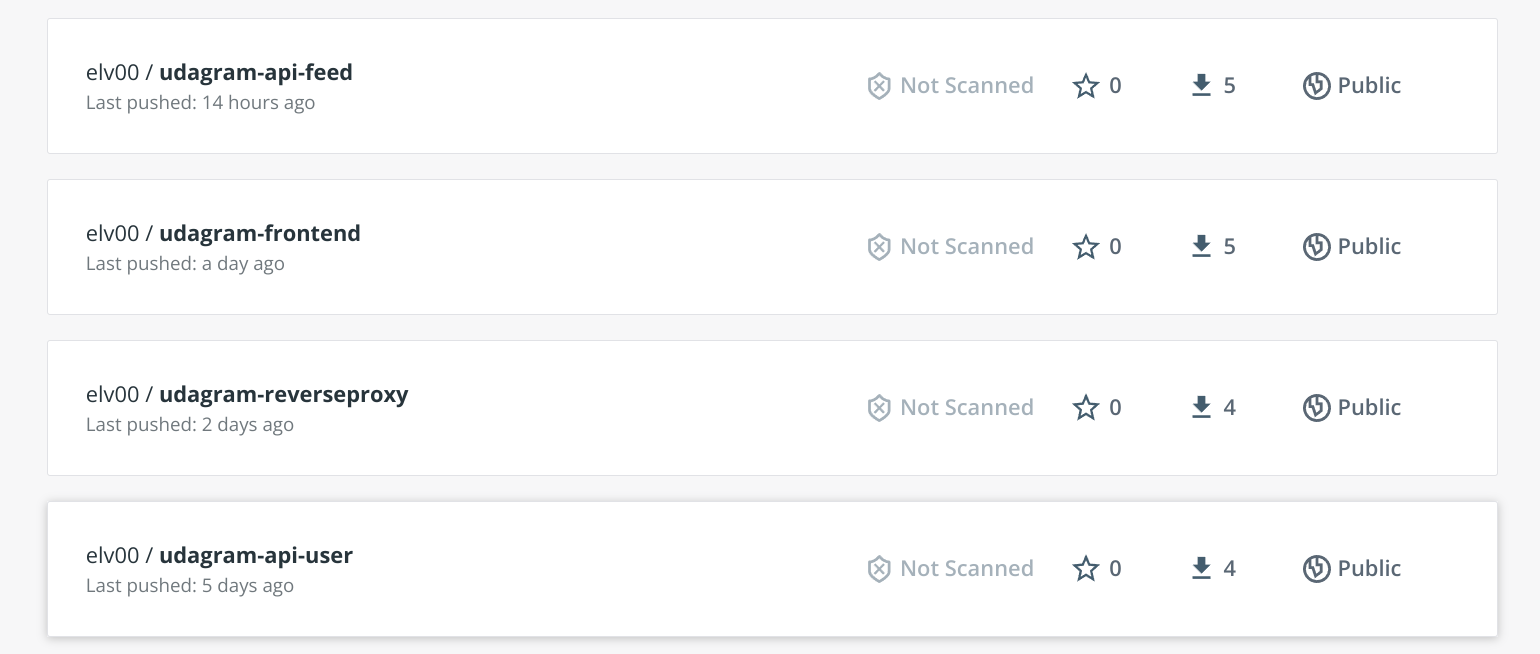 elv00 / udagram-api-feed
Last pushed: 14 hours ago
Not Scanned 0 5 Public
elv00 / udagram-frontend
Last pushed: a day ago
Not Scanned 0 5 Public
elv00 / udagram-reverseproxy
Last pushed: 2 days ago
Not Scanned 0 4 Public
elv00 / udagram-api-user
Last pushed: 5 days ago
Not Scanned 0 4 Public